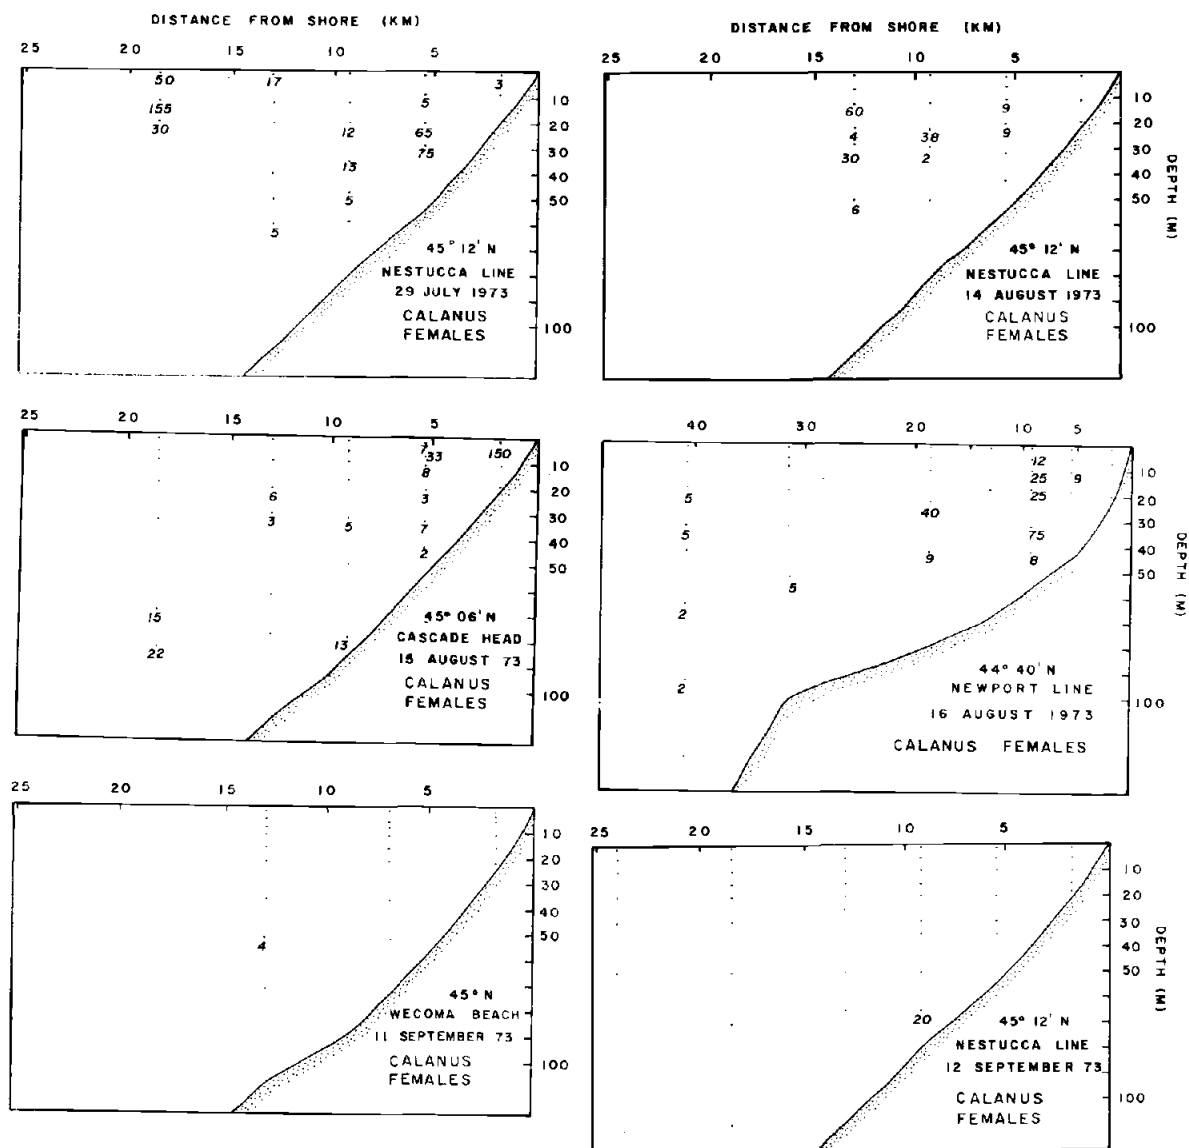 DISTANCE FROM SHORE (KM)
25 20 15 10 5
50 17 3
5
155
30 12 65
75
13
5
5
10
20
30
40
50
100
45° 12' N
NESTUCCA LINE
29 JULY 1973
CALANUS
FEMALES
DISTANCE FROM SHORE (KM)
25 20 15 10 5
60 9
4 38 9
30 2
6
10
20
30
40
50
100
DEPTH (M)
45° 12' N
NESTUCCA LINE
14 AUGUST 1973
CALANUS
FEMALES
25 20 15 10 5
7
33 150
8
6 3
3 5 7
2
15
22 13
10
20
30
40
50
100
45° 06' N
CASCADE HEAD
15 AUGUST 73
CALANUS
FEMALES
40 30 20 10 5
12
25 9
5 25
40
5 75
9 8
5
2
2
10
20
30
40
50
100
DEPTH (M)
44° 40' N
NEWPORT LINE
16 AUGUST 1973
CALANUS FEMALES
25 20 15 10 5
4
10
20
30
40
50
100
45° N
WECOMA BEACH
11 SEPTEMBER 73
CALANUS
FEMALES
25 20 15 10 5
20
10
20
30
40
50
100
DEPTH (M)
45° 12' N
NESTUCCA LINE
12 SEPTEMBER 73
CALANUS
FEMALES